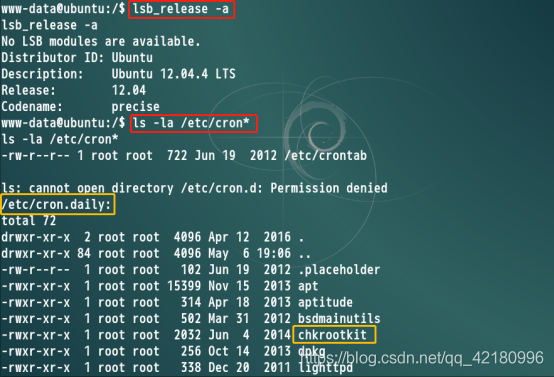 www-data@ubuntu:/$ lsb_release -a
lsb_release -a
No LSB modules are available.
Distributor ID: Ubuntu
Description:    Ubuntu 12.04.4 LTS
Release:        12.04
Codename:       precise
www-data@ubuntu:/$ ls -la /etc/cron*
ls -la /etc/cron*
-rw-r--r-- 1 root root  722 Jun 19  2012 /etc/crontab
ls: cannot open directory /etc/cron.d: Permission denied
/etc/cron.daily:
total 72
drwxr-xr-x  2 root root  4096 Apr 12  2016 .
drwxr-xr-x 84 root root  4096 May  6 19:06 ..
-rw-r--r--  1 root root   102 Jun 19  2012 .placeholder
-rwxr-xr-x  1 root root 15399 Nov 15  2013 apt
-rwxr-xr-x  1 root root   314 Apr 18  2013 aptitude
-rwxr-xr-x  1 root root   502 Mar 31  2012 bsdmainutils
-rwxr-xr-x  1 root root  2032 Jun  4  2014 chkrootkit
-rwxr-xr-x  1 root root   256 Oct 14  2013 dpkg
-rwxr-xr-x  1 root root   338 Dec 20  2011 lighttpd
https://blog.csdn.net/qq_42180996